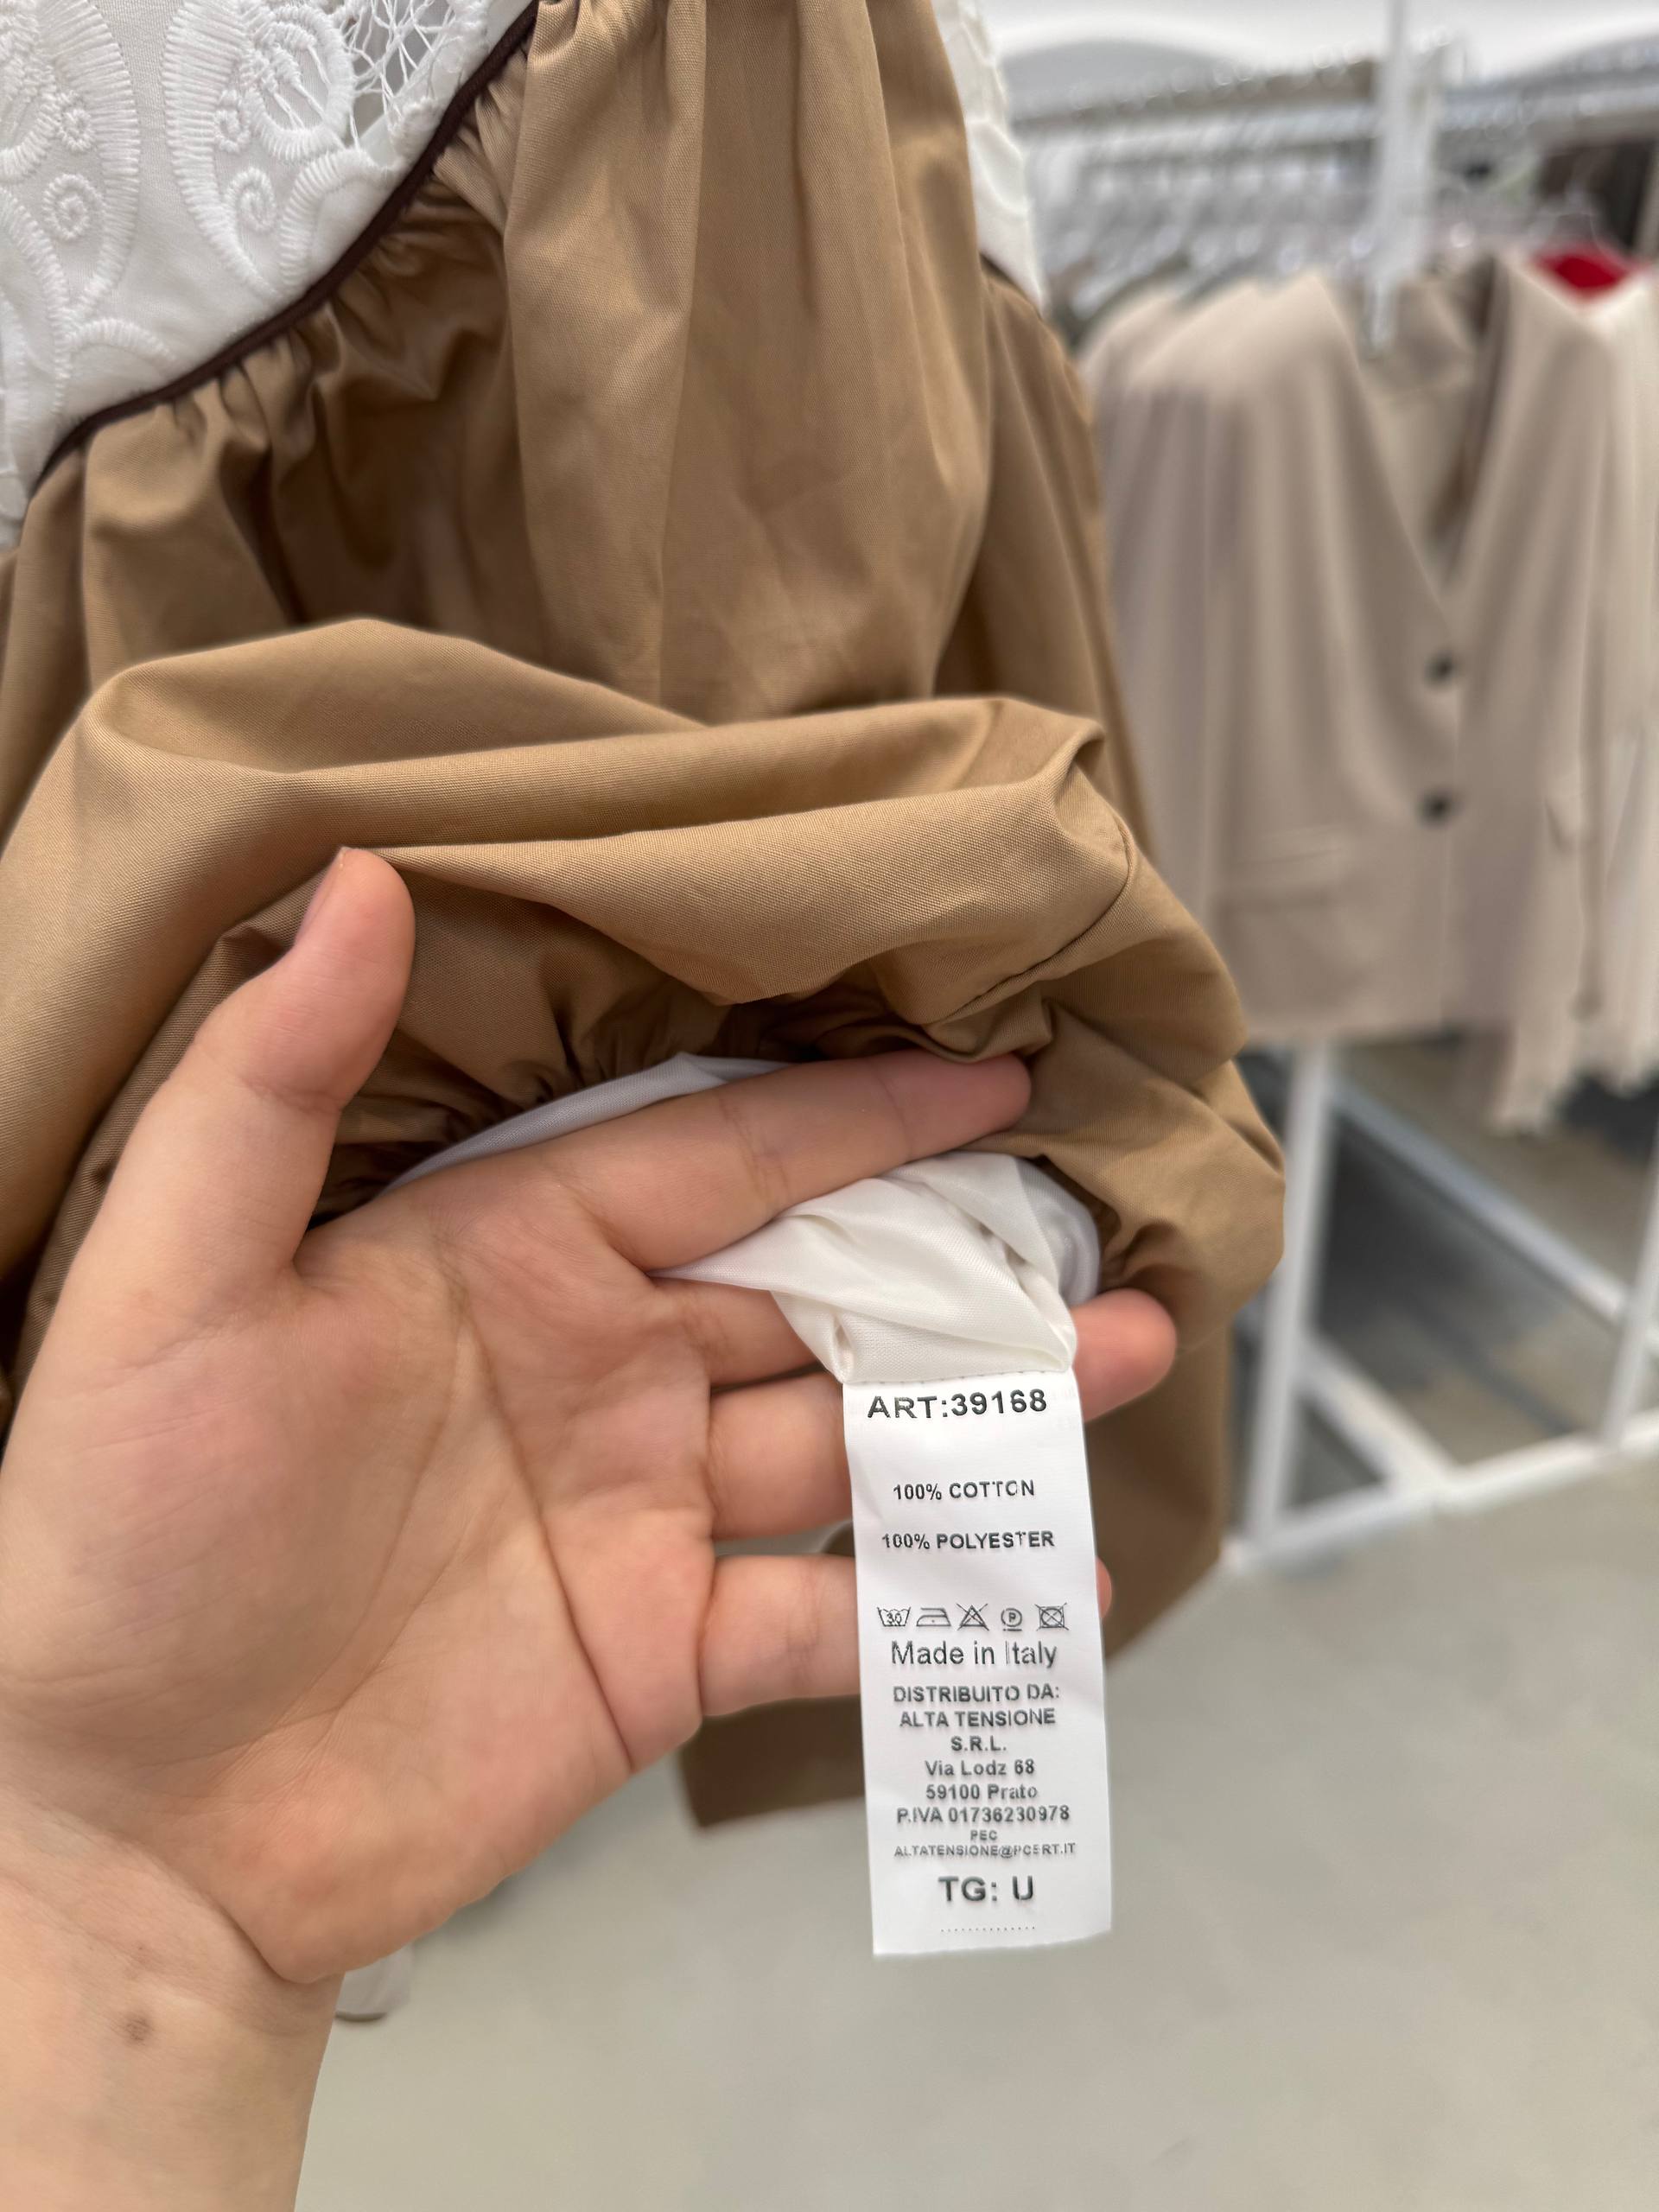 ART:39168
100% COTTON
100% POLYESTER
30 P
Made in Italy
DISTRIBUITO DA:
ALTA TENSIONE
S.R.L.
Via Lodz 68
59100 Prato
P.IVA 01736230978
PEC
ALTATENSIONE@PCERT.IT
TG: U